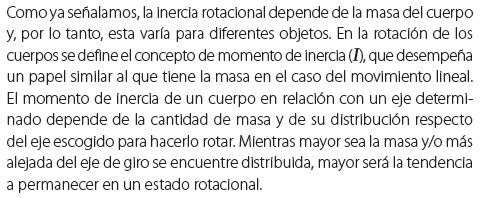 Como ya señalamos, la inercia rotacional depende de la masa del cuerpo
y, por lo tanto, esta varía para diferentes objetos. En la rotación de los
cuerpos se define el concepto de momento de inercia (I), que desempeña
un papel similar al que tiene la masa en el caso del movimiento lineal.
El momento de inercia de un cuerpo en relación con un eje determi-
nado depende de la cantidad de masa y de su distribución respecto
del eje escogido para hacerlo rotar. Mientras mayor sea la masa y/o más
alejada del eje de giro se encuentre distribuida, mayor será la tendencia
a permanecer en un estado rotacional.